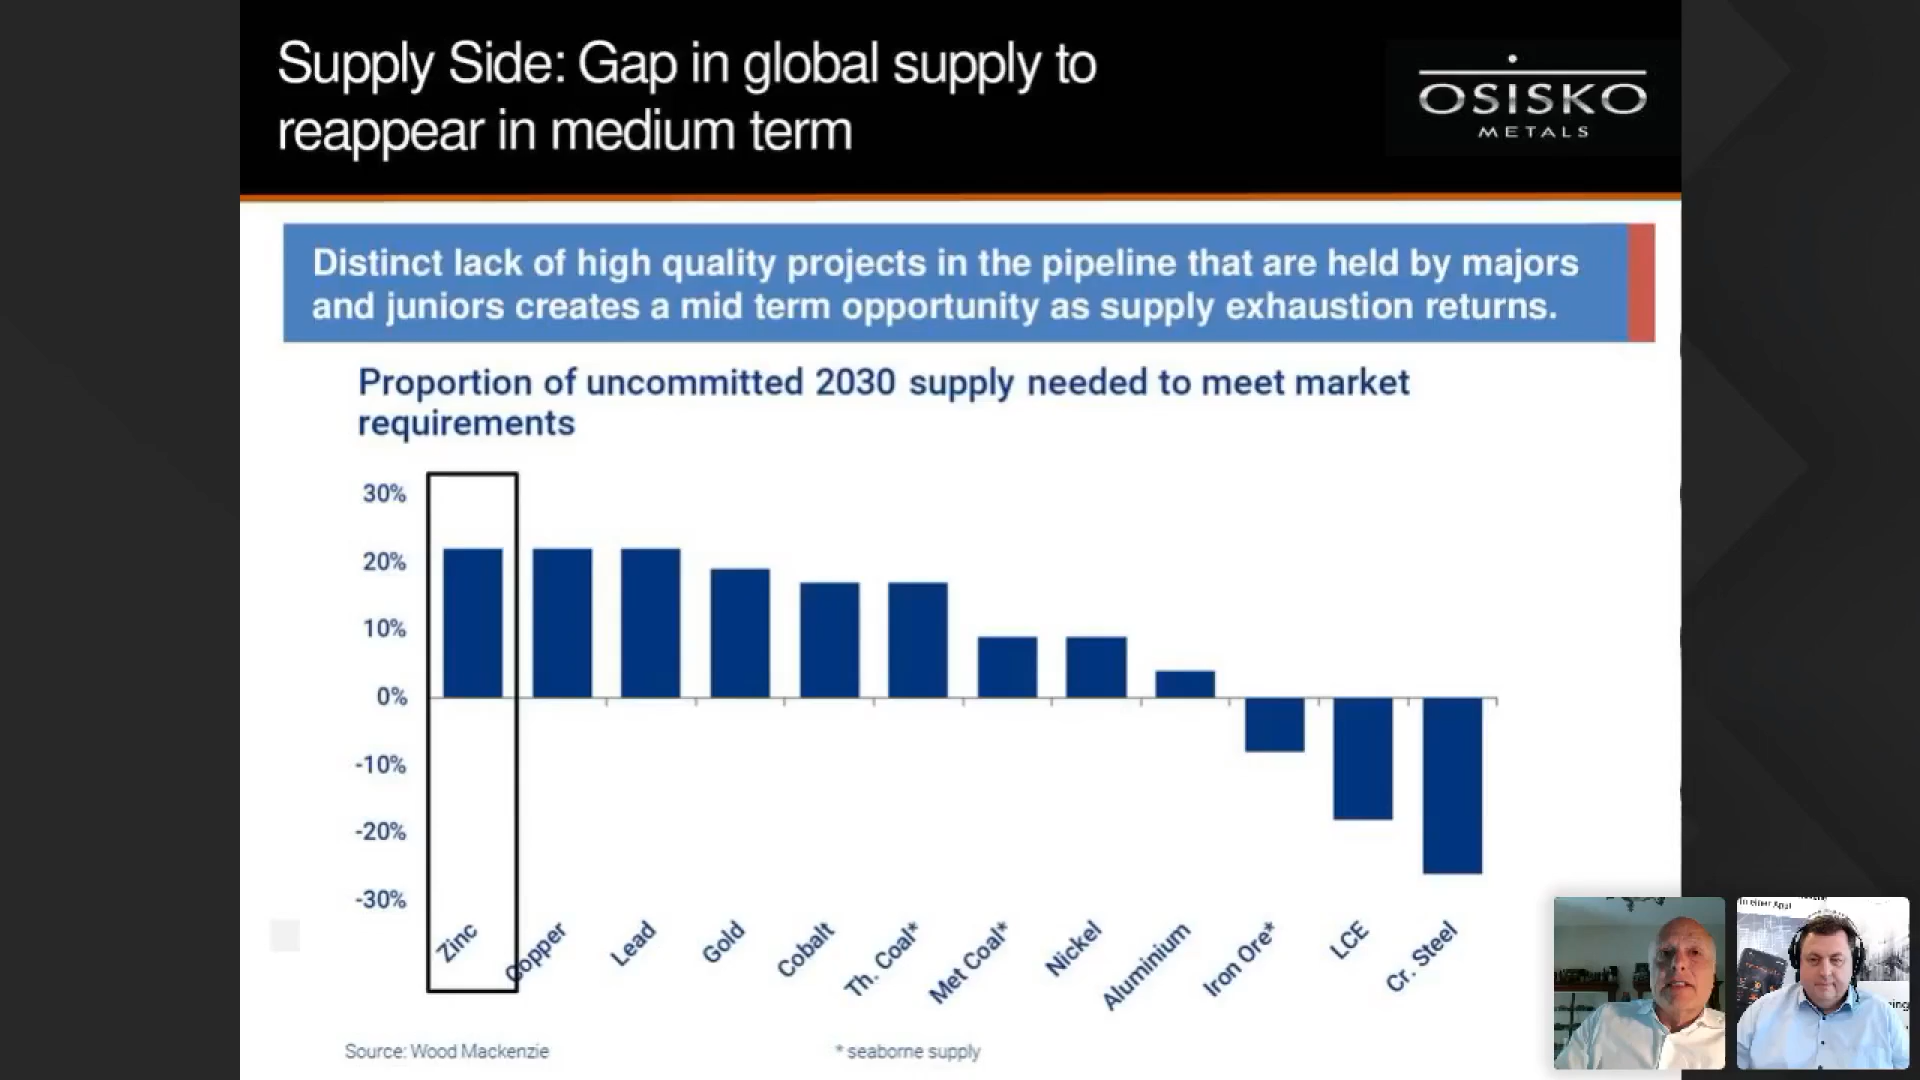 Supply Side: Gap in global supply to
reappear in medium term
OSISKO
METALS
Distinct lack of high quality projects in the pipeline that are held by majors
and juniors creates a mid term opportunity as supply exhaustion returns.
Proportion of uncommitted 2030 supply needed to meet market
requirements
30%
20%
10%
0%
-10%
-20%
-30%
Zinc
Copper
Lead
Gold
Cobalt
Th. Coal*
Met Coal*
Nickel
Aluminium
Iron Ore*
LCE
Cr. Steel
Source: Wood Mackenzie
* seaborne supply